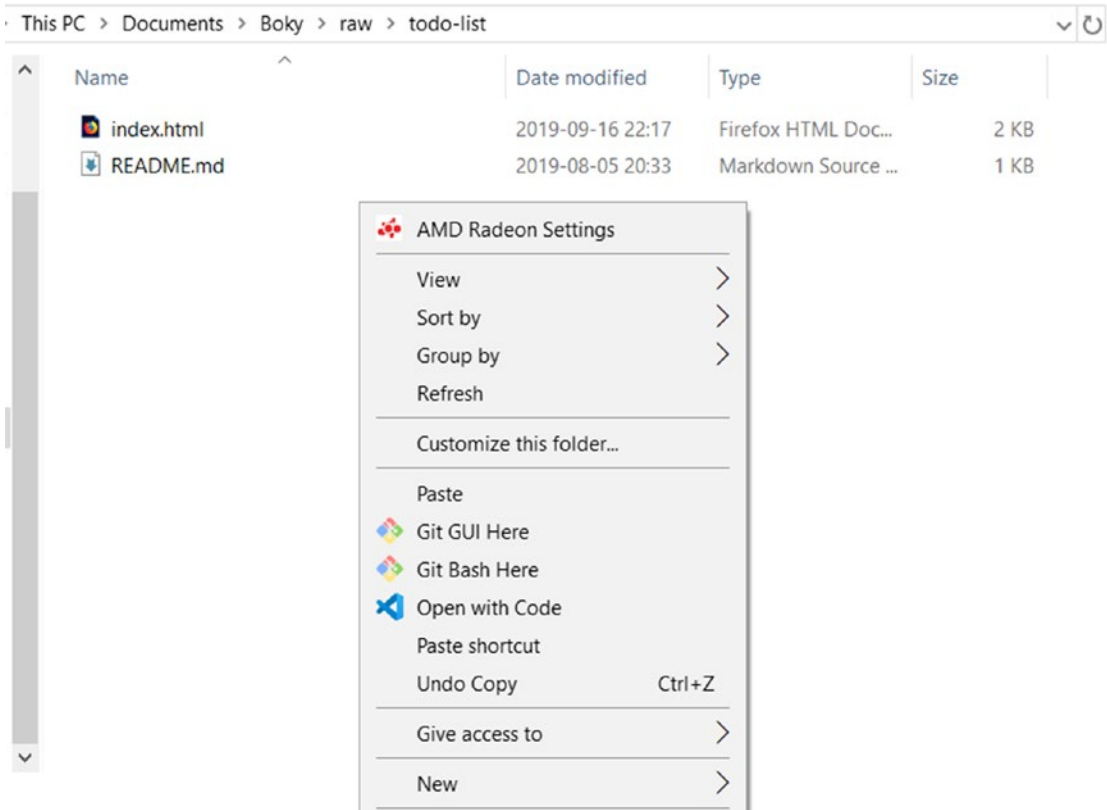 This PC > Documents > Boky > raw > todo-list
Name Date modified Type Size
index.html 2019-09-16 22:17 Firefox HTML Doc... 2 KB
README.md 2019-08-05 20:33 Markdown Source ... 1 KB
AMD Radeon Settings
View
Sort by
Group by
Refresh
Customize this folder...
Paste
Git GUI Here
Git Bash Here
Open with Code
Paste shortcut
Undo Copy Ctrl+Z
Give access to
New